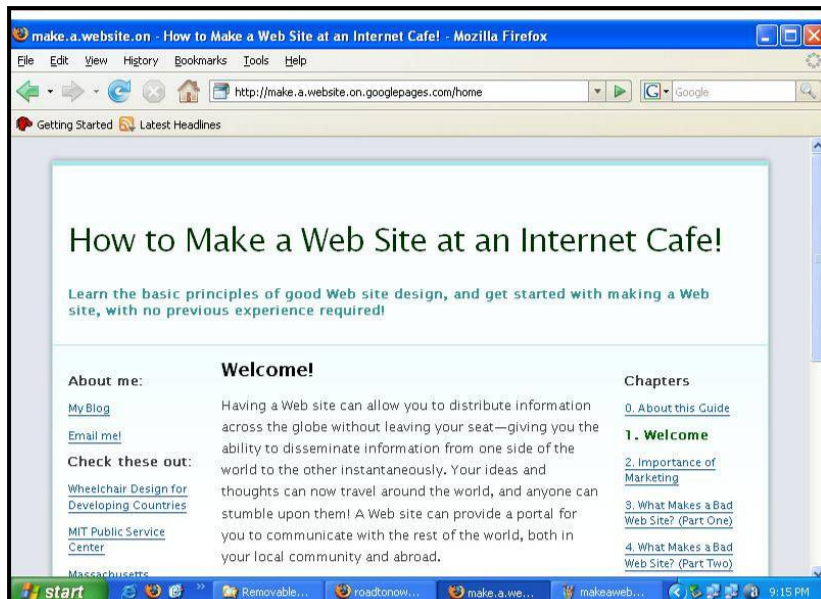 make.a.website.on - How to Make a Web Site at an Internet Cafe! - Mozilla Firefox
File Edit View History Bookmarks Tools Help
http://make.a.website.on.googlepages.com/home
G Google
Getting Started Latest Headlines
How to Make a Web Site at an Internet Cafe!
Learn the basic principles of good Web site design, and get started with making a Web
site, with no previous experience required!
About me:
My Blog
Email me!
Check these out:
Wheelchair Design for
Developing Countries
MIT Public Service
Center
Massachusetts
Welcome!
Having a Web site can allow you to distribute information
across the globe without leaving your seat—giving you the
ability to disseminate information from one side of the
world to the other instantaneously. Your ideas and
thoughts can now travel around the world, and anyone can
stumble upon them! A Web site can provide a portal for
you to communicate with the rest of the world, both in
your local community and abroad.
Chapters
0. About this Guide
1. Welcome
2. Importance of
Marketing
3. What Makes a Bad
Web Site? (Part One)
4. What Makes a Bad
Web Site? (Part Two)
start Removable... roadtonow... make.a.we... makeaweb... 9:15 PM